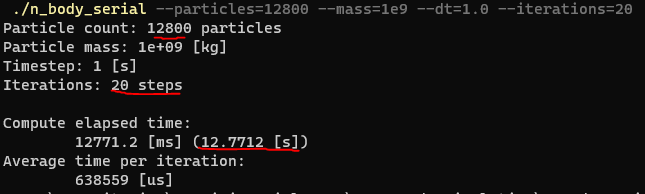 ./n_body_serial --particles=12800 --mass=1e9 --dt=1.0 --iterations=20
Particle count: 12800 particles
Particle mass: 1e+09 [kg]
Timestep: 1 [s]
Iterations: 20 steps
Compute elapsed time:
12771.2 [ms] (12.7712 [s])
Average time per iteration:
638559 [us]